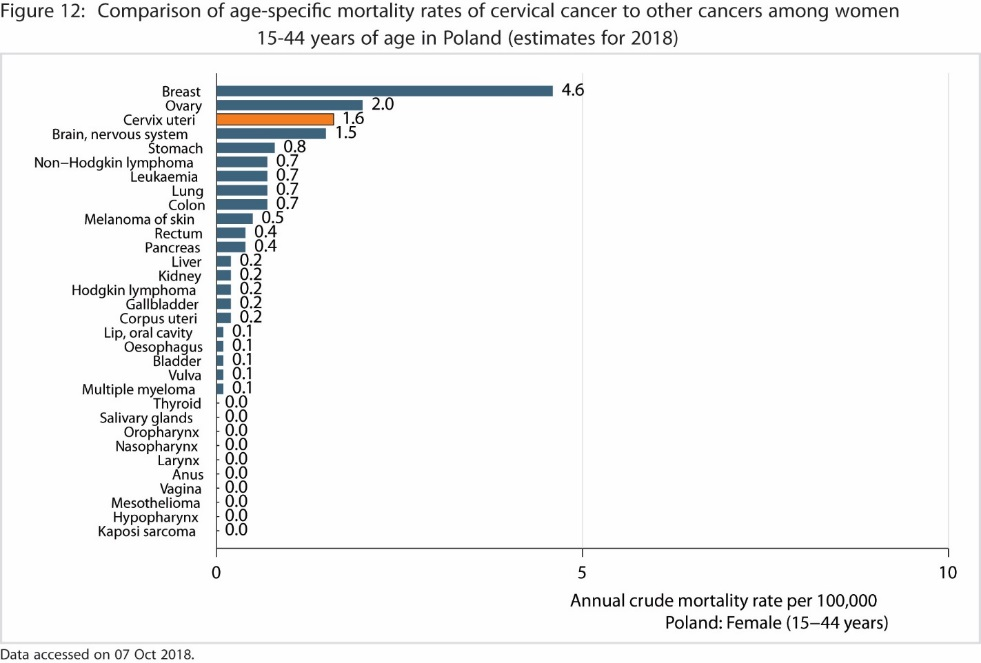 Figure 12: Comparison of age-specific mortality rates of cervical cancer to other cancers among women
15-44 years of age in Poland (estimates for 2018)
Breast 4.6
Ovary 2.0
Cervix uteri 1.6
Brain, nervous system 1.5
Stomach 0.8
Non−Hodgkin lymphoma 0.7
Leukaemia 0.7
Lung 0.7
Colon 0.7
Melanoma of skin 0.5
Rectum 0.4
Pancreas 0.4
Liver 0.2
Kidney 0.2
Hodgkin lymphoma 0.2
Gallbladder 0.2
Corpus uteri 0.2
Lip, oral cavity 0.1
Oesophagus 0.1
Bladder 0.1
Vulva 0.1
Multiple myeloma 0.1
Thyroid 0.0
Salivary glands 0.0
Oropharynx 0.0
Nasopharynx 0.0
Larynx 0.0
Anus 0.0
Vagina 0.0
Mesothelioma 0.0
Hypopharynx 0.0
Kaposi sarcoma 0.0
0 5 10
Annual crude mortality rate per 100,000
Poland: Female (15−44 years)
Data accessed on 07 Oct 2018.